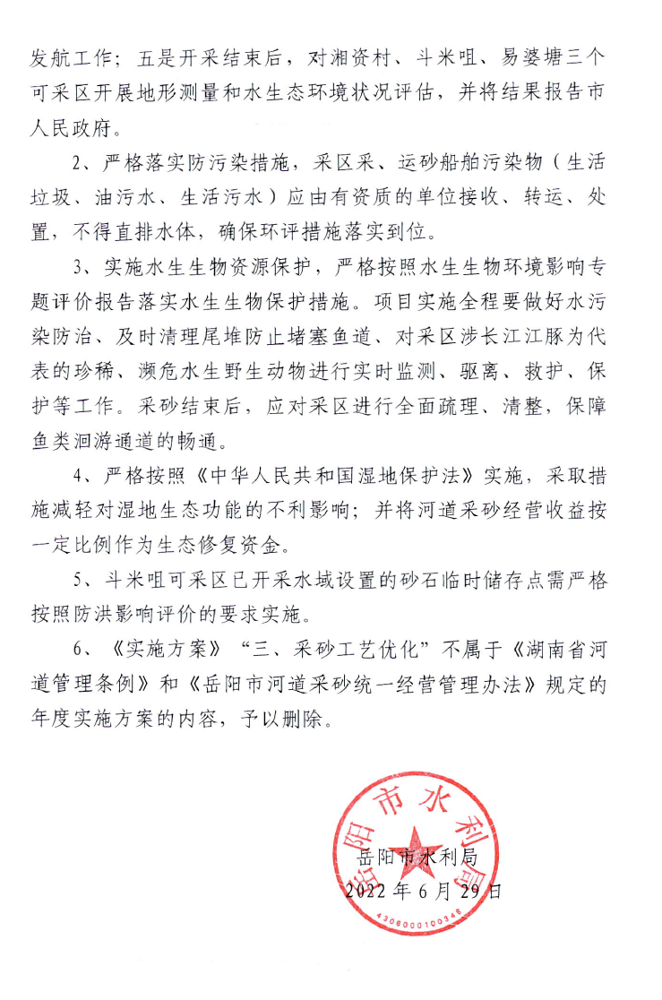 发航工作；五是开采结束后，对湘资村、斗米咀、易婆塘三个
可采区开展地形测量和水生态环境状况评估，并将结果报告市
人民政府。
2、严格落实防污染措施，采区采、运砂船舶污染物（生活
垃圾、油污水、生活污水）应由有资质的单位接收、转运、处
置，不得直排水体，确保环评措施落实到位。
3、实施水生生物资源保护，严格按照水生生物环境影响专
题评价报告落实水生生物保护措施。项目实施全程要做好水污
染防治、及时清理尾堆防止堵塞鱼道、对采区涉长江江豚为代
表的珍稀、濒危水生野生动物进行实时监测、驱离、救护、保
护等工作。采砂结束后，应对采区进行全面疏理、清整，保障
鱼类洄游通道的畅通。
4、严格按照《中华人民共和国湿地保护法》实施，采取措
施减轻对湿地生态功能的不利影响；并将河道采砂经营收益按
一定比例作为生态修复资金。
5、斗米咀可采区已开采水域设置的砂石临时储存点需严格
按照防洪影响评价的要求实施。
6、《实施方案》“三、采砂工艺优化”不属于《湖南省河
道管理条例》和《岳阳市河道采砂统一经营管理办法》规定的
年度实施方案的内容，予以删除。
岳阳市水利局
岳阳市水利局
2022年6月29日
4306000100348